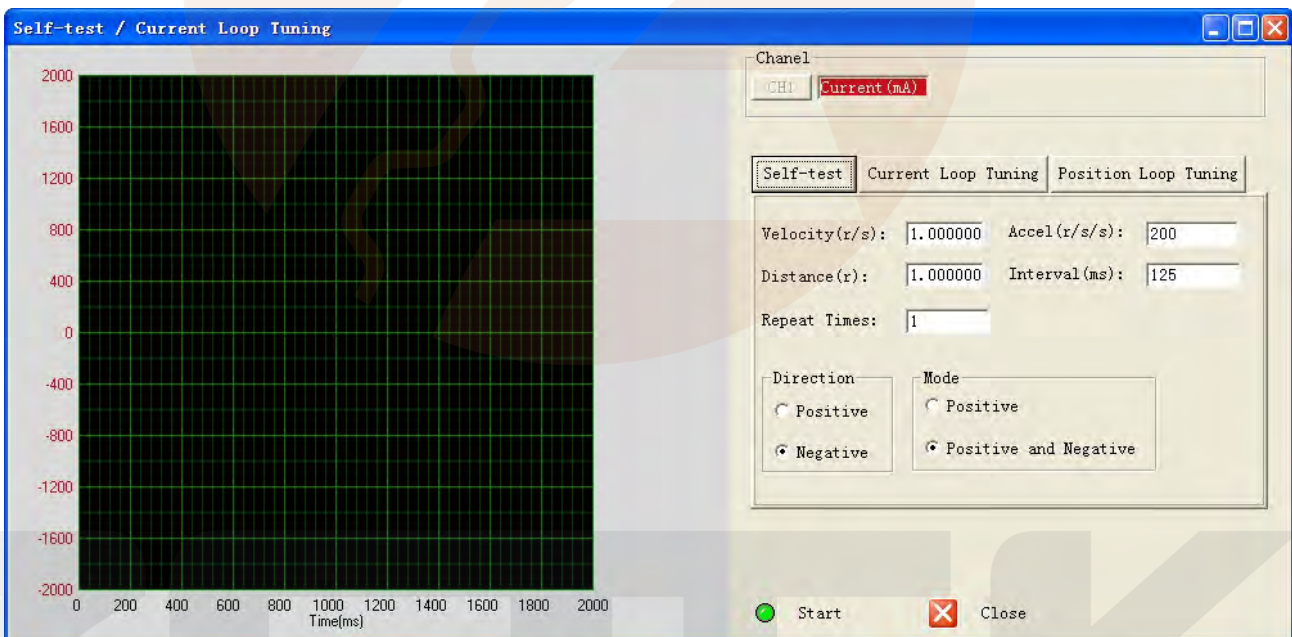 Self-test / Current Loop Tuning
2000
1600
1200
800
400
0
-400
-800
-1200
-1600
-2000
0 200 400 600 800 1000 1200 1400 1600 1800 2000
Time(ms)
Chanel
CH1 Current(mA)
Self-test Current Loop Tuning Position Loop Tuning
Velocity(r/s): 1.000000 Accel(r/s/s): 200
Distance(r): 1.000000 Interval(ms): 125
Repeat Times: 1
Direction
Positive
Negative
Mode
Positive
Positive and Negative
Start Close